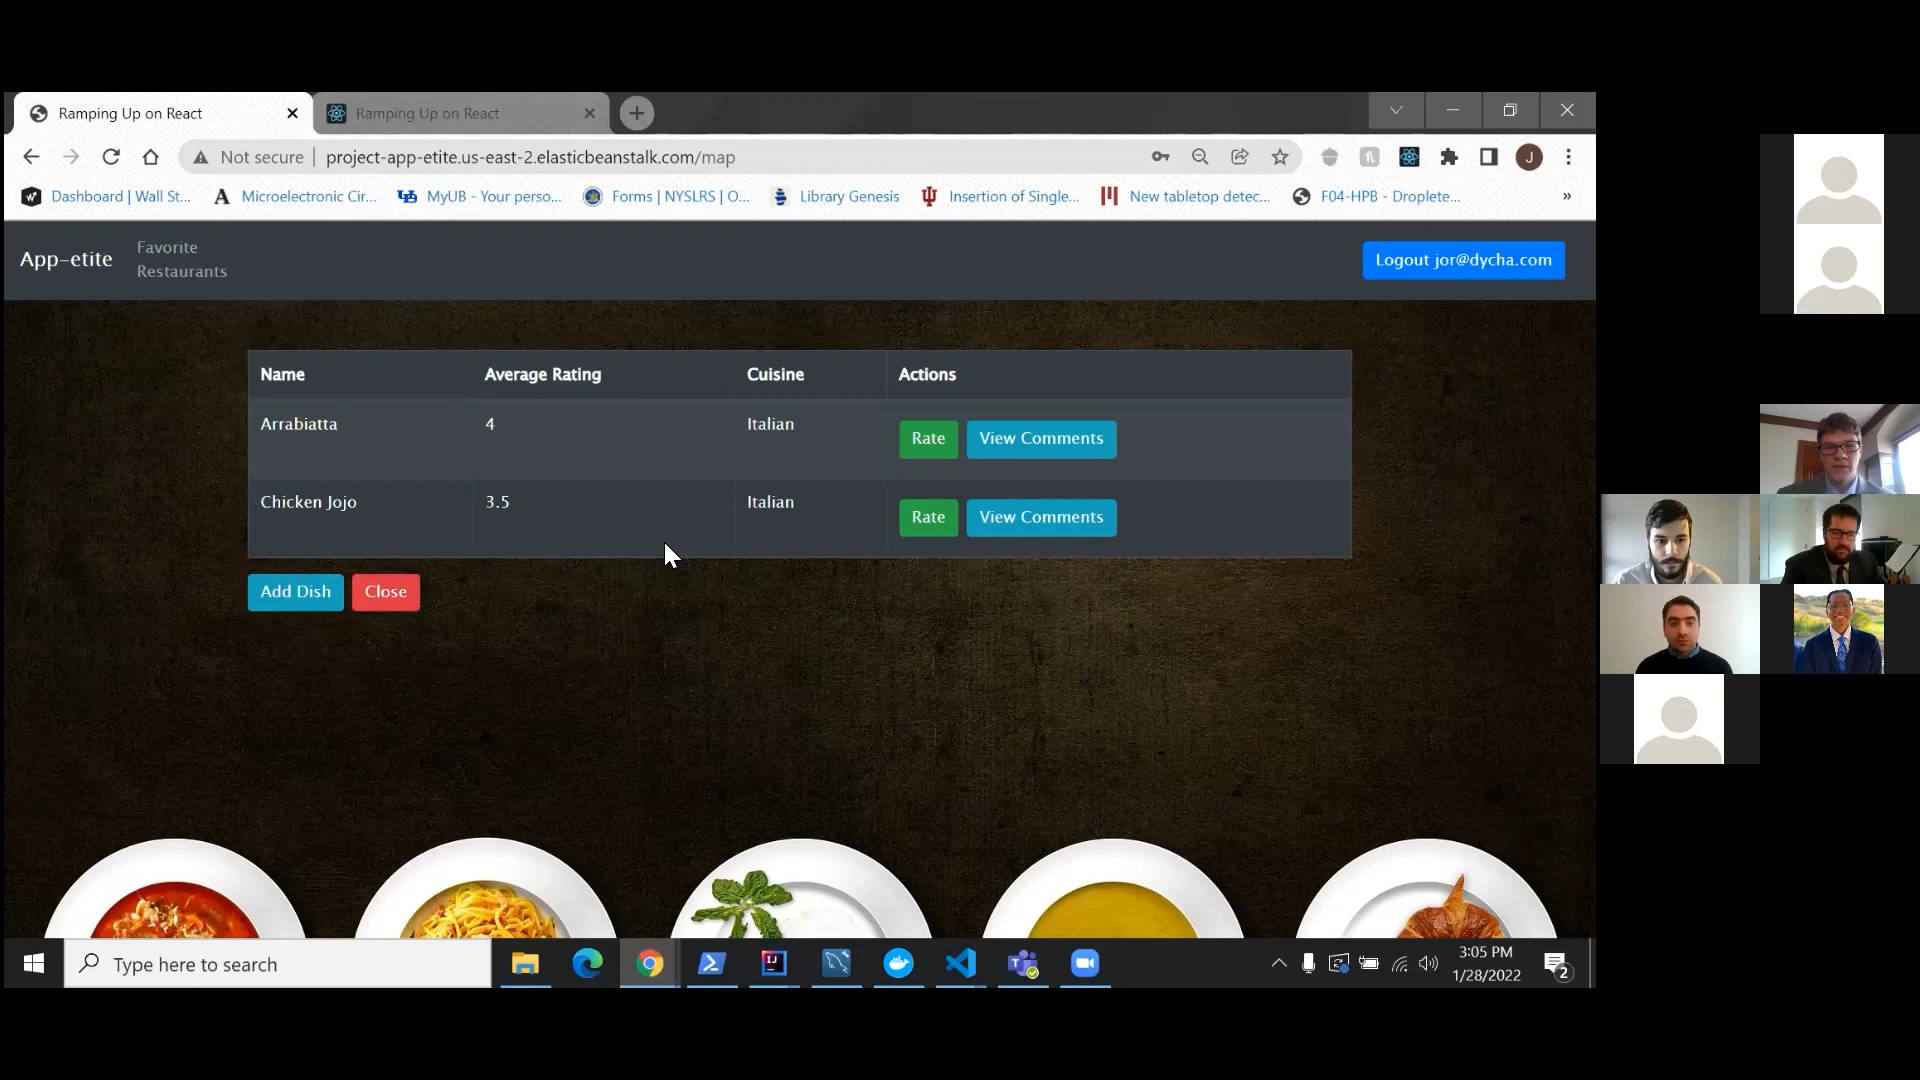 Ramping Up on React
Ramping Up on React
Not secure | project-app-etite.us-east-2.elasticbeanstalk.com/map
J
Dashboard | Wall St...
Microelectronic Cir...
MyUB - Your perso...
Forms | NYSLRS | O...
Library Genesis
Insertion of Single...
New tabletop detec...
F04-HPB - Droplete...
»
App-etite
Favorite
Restaurants
Logout jor@dycha.com
Name Average Rating Cuisine Actions
Arrabiatta 4 Italian Rate View Comments
Chicken Jojo 3.5 Italian Rate View Comments
Add Dish Close
Type here to search
3:05 PM
1/28/2022
2